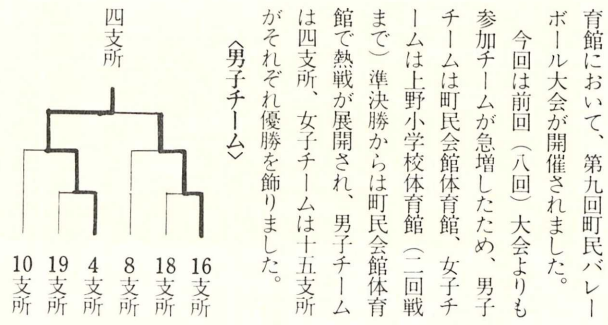 育館において、第九回町民バレー
ボール大会が開催されました。
今回は前回（八回）大会よりも
参加チームが急増したため、男子
チームは町民会館体育館、女子チ
ームは上野小学校体育館（二回戦
まで）準決勝からは町民会館体育
館で熱戦が展開され、男子チーム
は四支所、女子チームは十五支所
がそれぞれ優勝を飾りました。
〈男子チーム〉
四支所
16支所
18支所
8支所
4支所
19支所
10支所